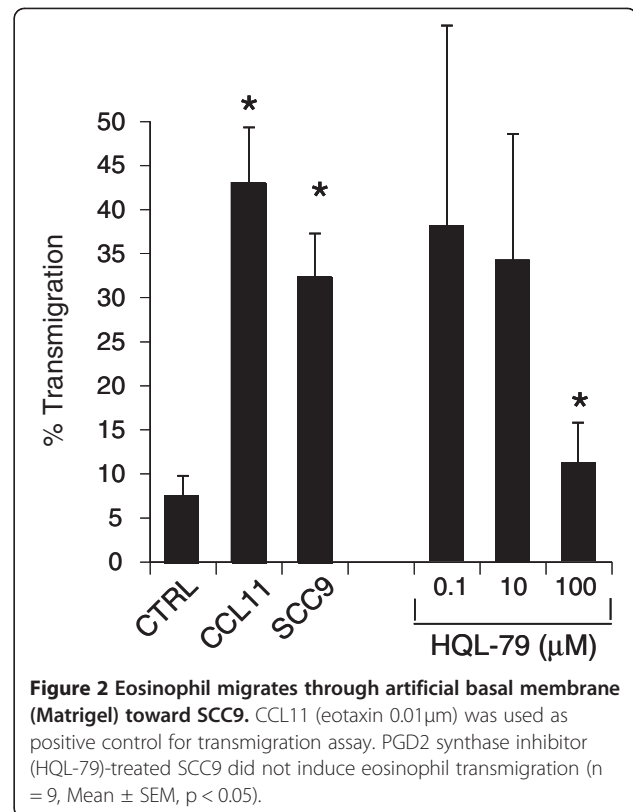 50
45
40
35
30
25
20
15
10
5
0
% Transmigration
*
*
*
CTRL
CCL11
SCC9
0.1 10 100
HQL-79 (µM)
Figure 2 Eosinophil migrates through artificial basal membrane
(Matrigel) toward SCC9. CCL11 (eotaxin 0.01µm) was used as
positive control for transmigration assay. PGD2 synthase inhibitor
(HQL-79)-treated SCC9 did not induce eosinophil transmigration (n
= 9, Mean ± SEM, p < 0.05).